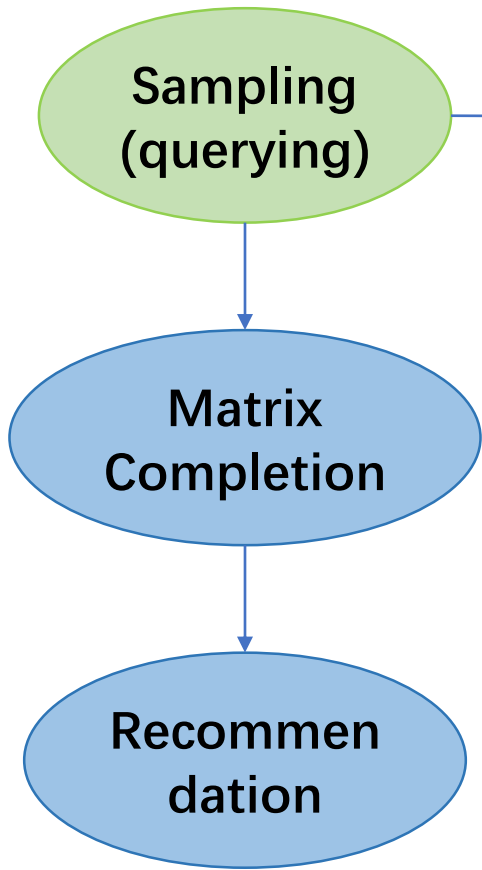 Sampling
(querying)
Matrix
Completion
Recommen
dation